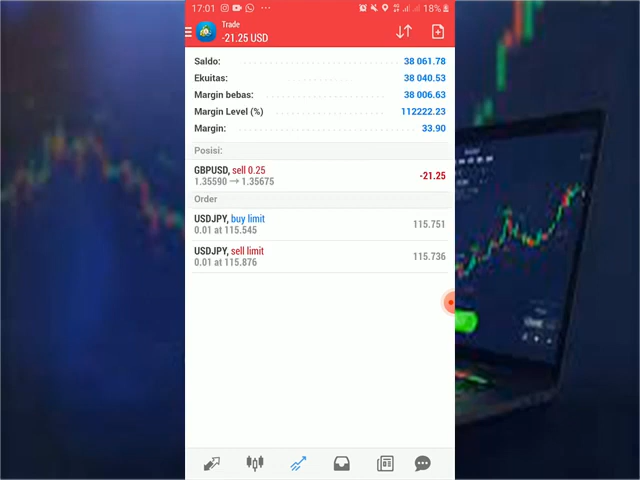 17:01 18%
Trade
-21.25 USD
Saldo: 38 061.78
Ekuitas: 38 040.53
Margin bebas: 38 006.63
Margin Level (%) 112222.23
Margin: 33.90
Posisi:
GBPUSD, sell 0.25 -21.25
1.35590 → 1.35675
Order
USDJPY, buy limit 115.751
0.01 at 115.545
USDJPY, sell limit 115.736
0.01 at 115.876